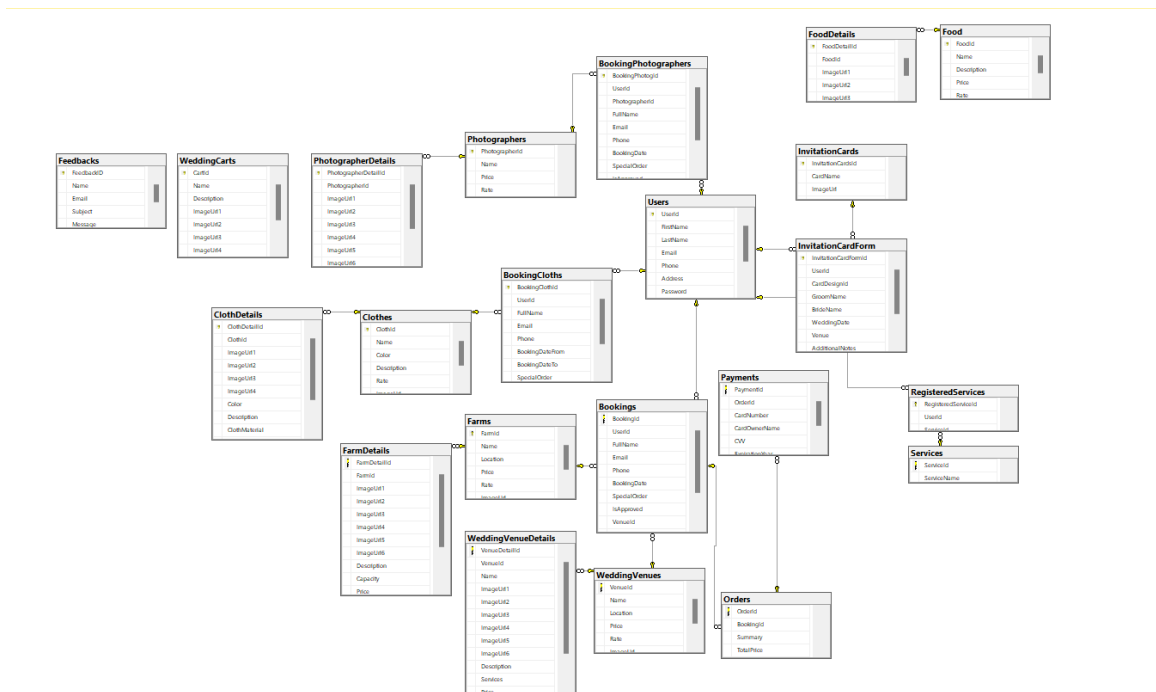 FoodDetails
FoodDetailId
FoodId
ImageUrl1
ImageUrl2
ImageUrl3
Food
FoodId
Name
Description
Price
Rate
BookingPhotographers
BookingPhotogId
UserId
PhotographerId
FullName
Email
Phone
BookingDate
SpecialOrder
Photographers
PhotographerId
Name
Price
Rate
InvitationCards
InvitationCardsId
CardName
ImageUrl
Feedbacks
FeedbackID
Name
Email
Subject
Message
WeddingCarts
CartId
Name
Description
ImageUrl1
ImageUrl2
ImageUrl3
ImageUrl4
PhotographerDetails
PhotographerDetailId
PhotographerId
ImageUrl1
ImageUrl2
ImageUrl3
ImageUrl4
ImageUrl5
ImageUrl6
Users
UserId
FirstName
LastName
Email
Phone
Address
Password
InvitationCardForm
InvitationCardFormId
UserId
CardDesignId
GroomName
BrideName
WeddingDate
Venue
AdditionalNotes
BookingCloths
BookingClothId
UserId
FullName
Email
Phone
BookingDateFrom
BookingDateTo
SpecialOrder
ClothDetails
ClothDetailId
ClothId
ImageUrl1
ImageUrl2
ImageUrl3
ImageUrl4
Color
Description
ClothMaterial
Clothes
ClothId
Name
Color
Description
Rate
Payments
PaymentId
OrderId
CardNumber
CardOwnerName
CVV
RegisteredServices
RegisteredServiceId
UserId
Services
ServiceId
ServiceName
Bookings
BookingId
UserId
FullName
Email
Phone
BookingDate
SpecialOrder
IsApproved
VenueId
Farms
FarmId
Name
Location
Price
Rate
FarmDetails
FarmDetailId
FarmId
ImageUrl1
ImageUrl2
ImageUrl3
ImageUrl4
ImageUrl5
ImageUrl6
Description
Capacity
Price
WeddingVenueDetails
VenueDetailId
VenueId
Name
ImageUrl1
ImageUrl2
ImageUrl3
ImageUrl4
ImageUrl5
ImageUrl6
Description
Services
Price
WeddingVenues
VenueId
Name
Location
Price
Rate
Orders
OrderId
BookingId
Summary
TotalPrice